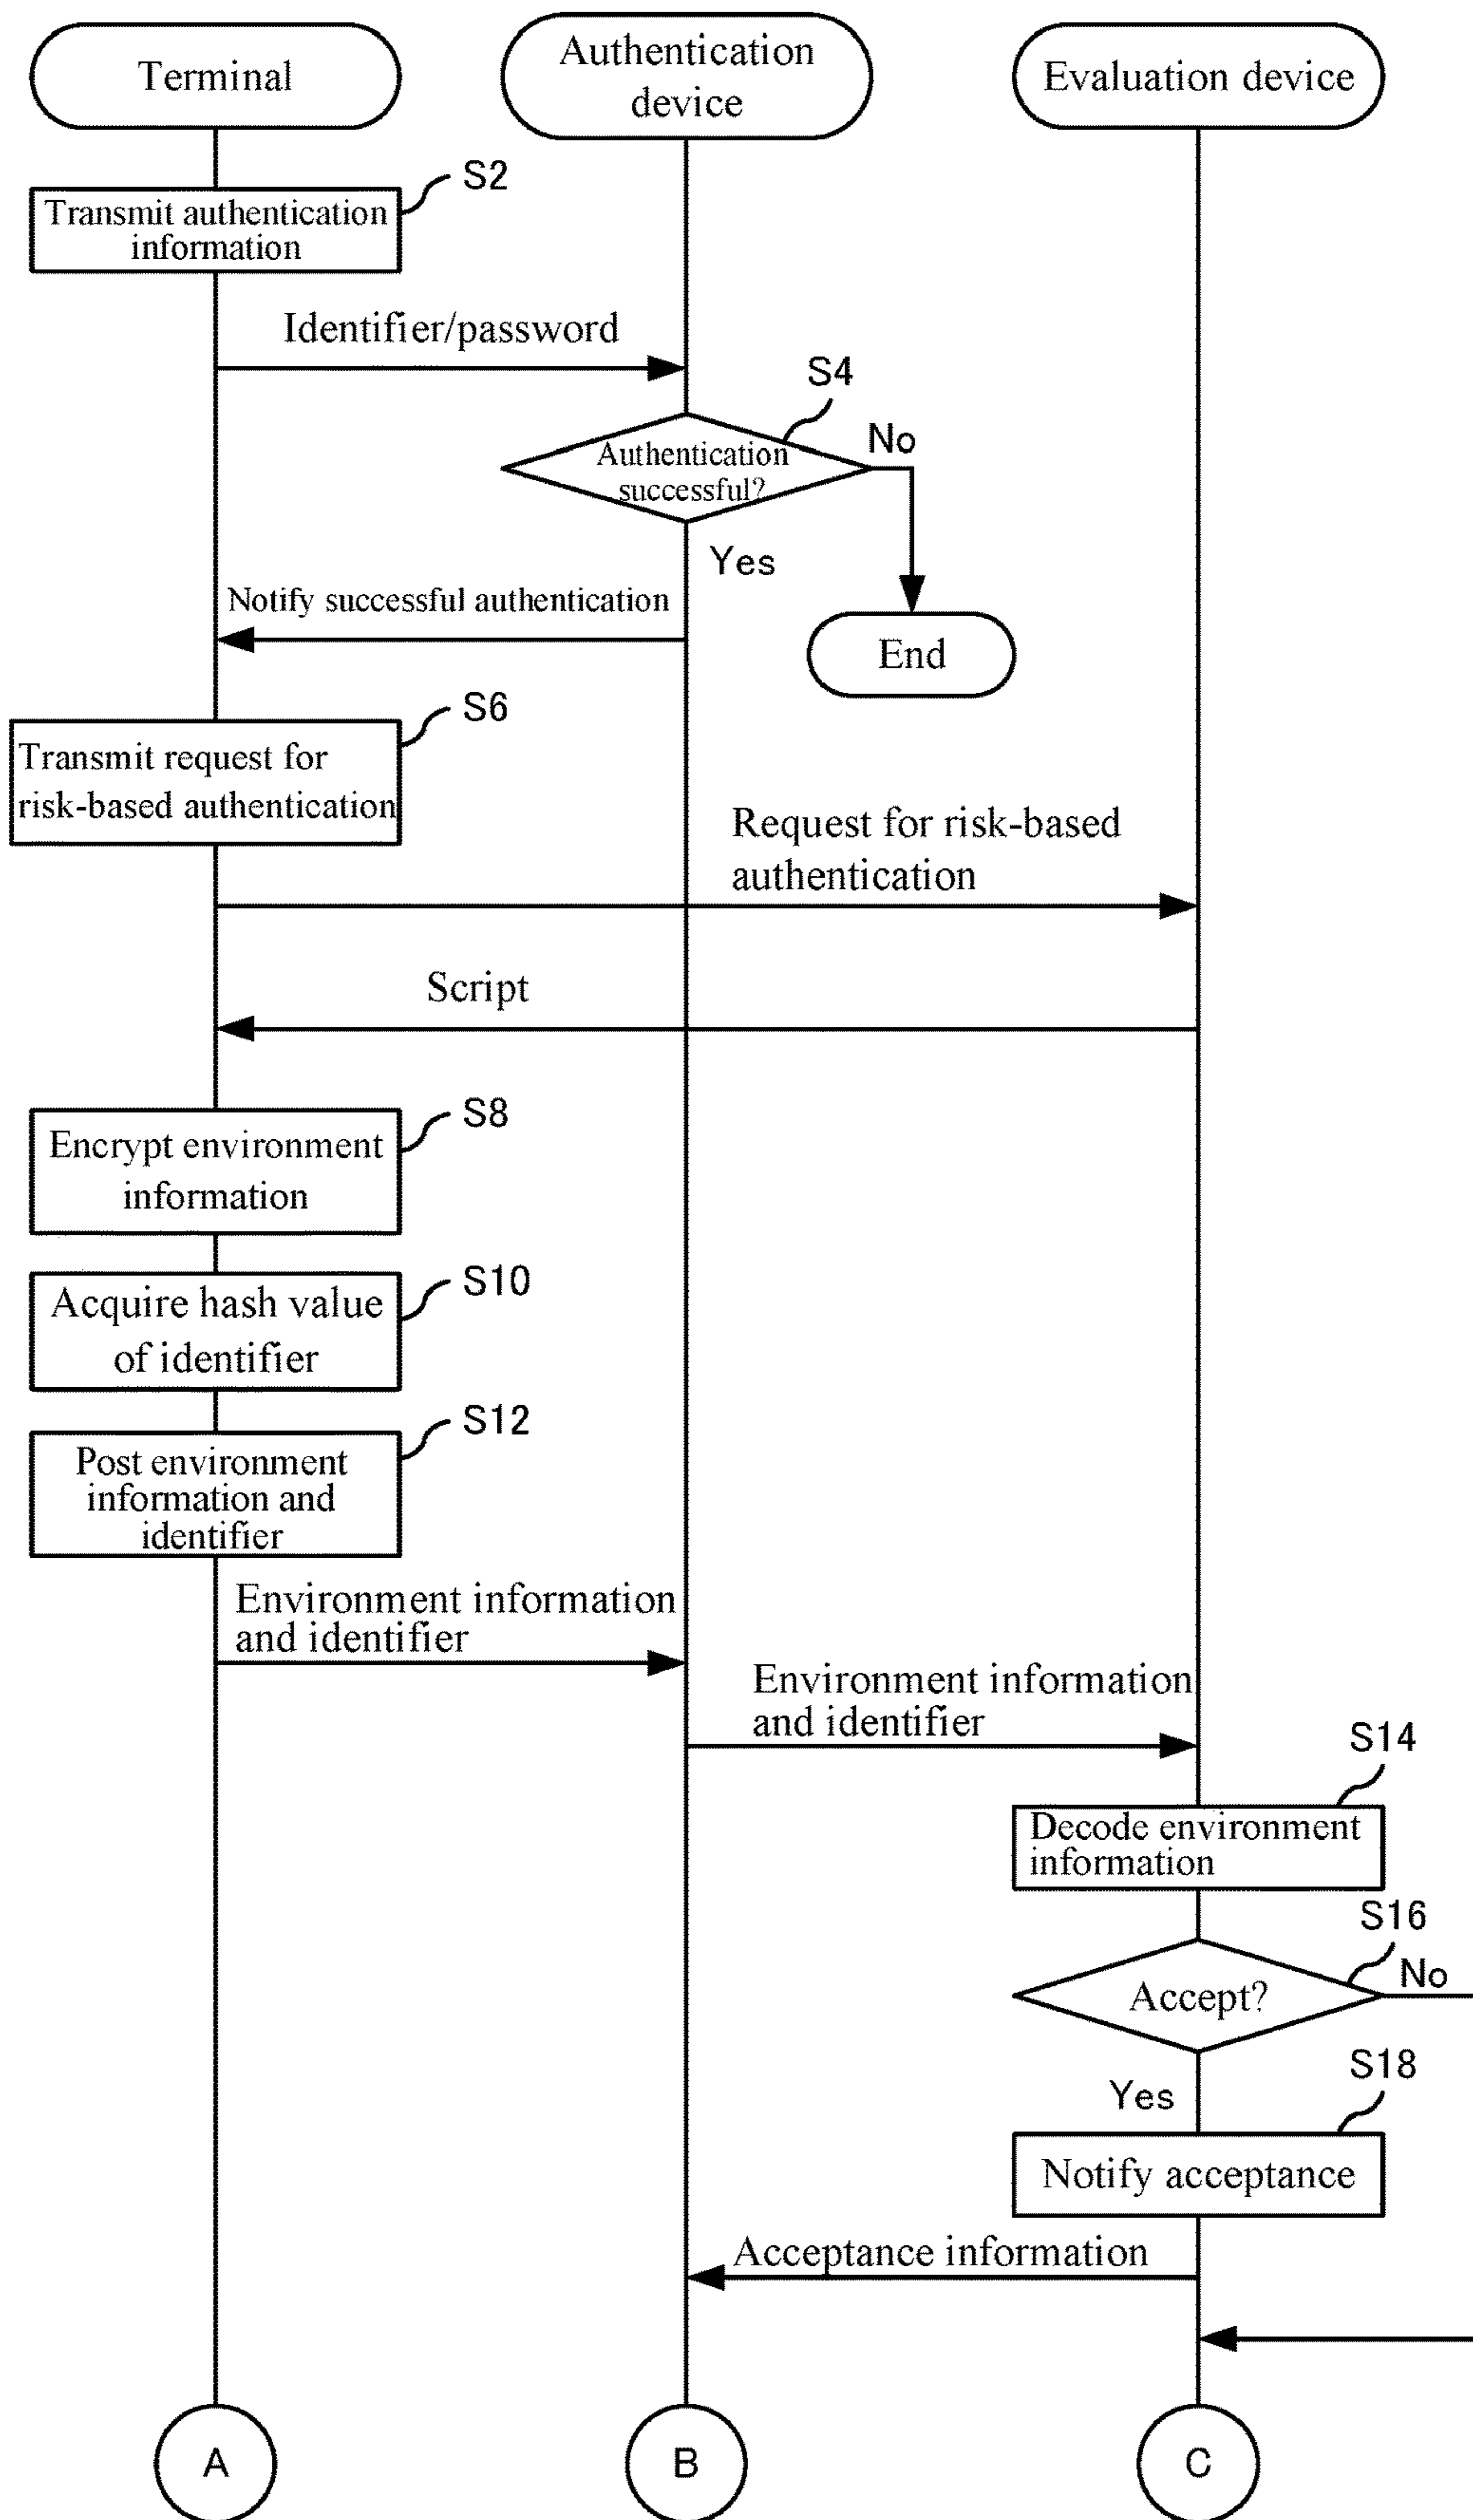 Terminal
Authentication
device
Evaluation device
S2
Transmit authentication
information
Identifier/password
S4
No
Authentication
successful?
Yes
Notify successful authentication
End
S6
Transmit request for
risk-based authentication
Request for risk-based
authentication
Script
S8
Encrypt environment
information
S10
Acquire hash value
of identifier
S12
Post environment
information and
identifier
Environment information
and identifier
Environment information
and identifier
S14
Decode environment
information
S16
No
Accept?
S18
Yes
Notify acceptance
Acceptance information
A
B
C